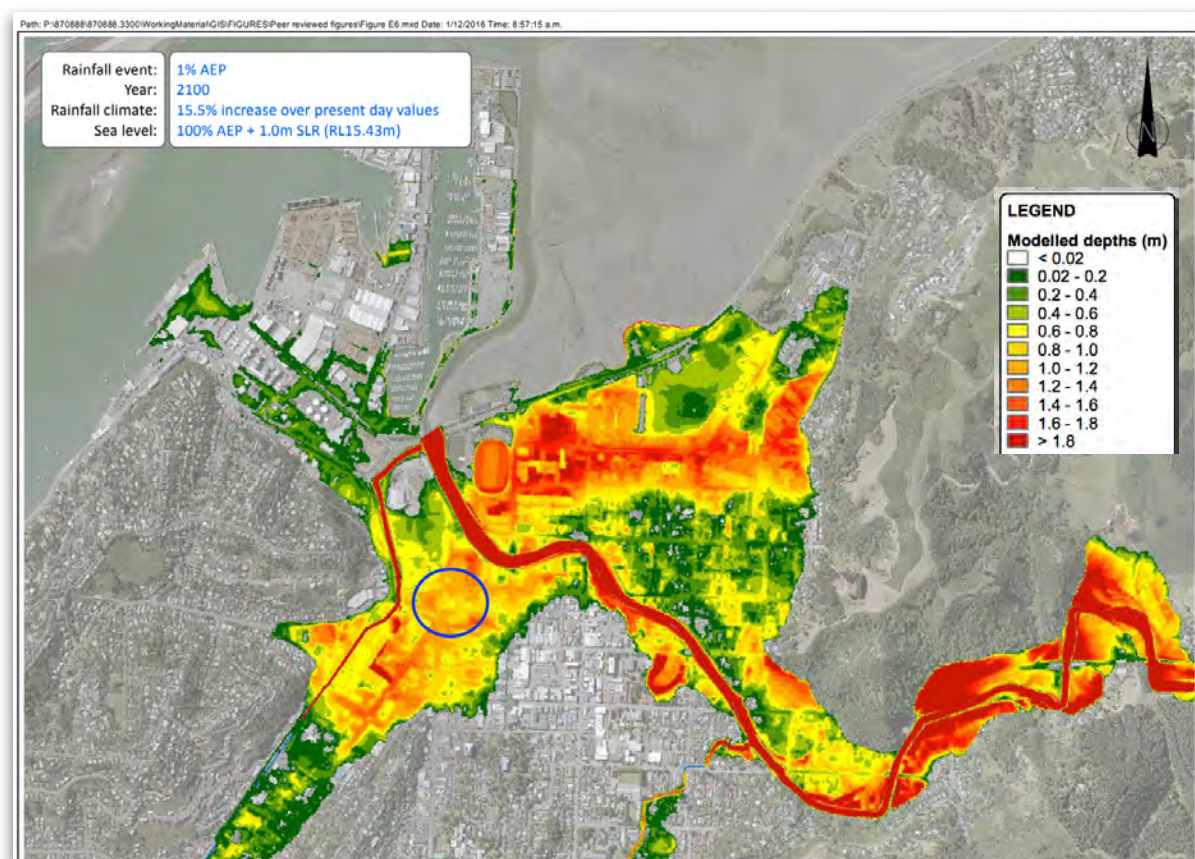 Path: P:\870888\870888.3300\WorkingMaterial\GIS\FIGURES\Peer reviewed figures\Figure E6.mxd Date: 1/12/2016 Time: 8:57:15 a.m.
Rainfall event: 1% AEP
Year: 2100
Rainfall climate: 15.5% increase over present day values
Sea level: 100% AEP + 1.0m SLR (RL15.43m)
N
LEGEND
Modelled depths (m)
< 0.02
0.02 - 0.2
0.2 - 0.4
0.4 - 0.6
0.6 - 0.8
0.8 - 1.0
1.0 - 1.2
1.2 - 1.4
1.4 - 1.6
1.6 - 1.8
> 1.8